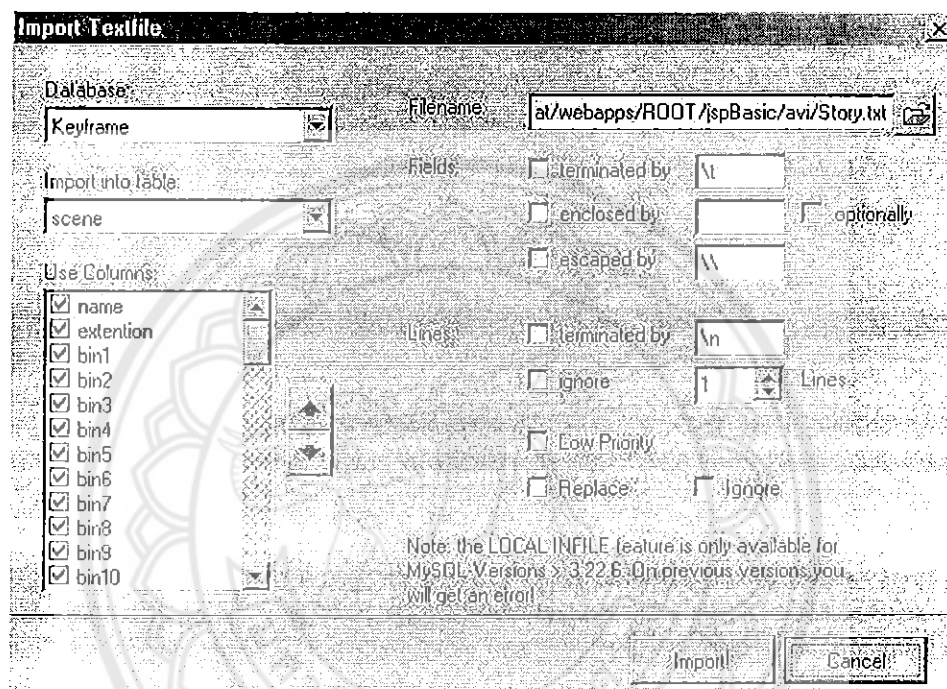 Import Textfile
Database:
Keyframe
Import into table:
scene
Use Columns:
name
extention
bin1
bin2
bin3
bin4
bin5
bin6
bin7
bin8
bin9
bin10
Filename: at/webapps/ROOT/jspBasic/avi/Story.txt
Fields: terminated by \t
enclosed by optionally
escaped by \\
Lines: terminated by \n
ignore 1 Lines
Low Priority
Replace Ignore
Note: the LOCAL INFILE feature is only available for
MySQL-Versions > 3.22.6. On previous versions you
will get an error!
Import! Cancel